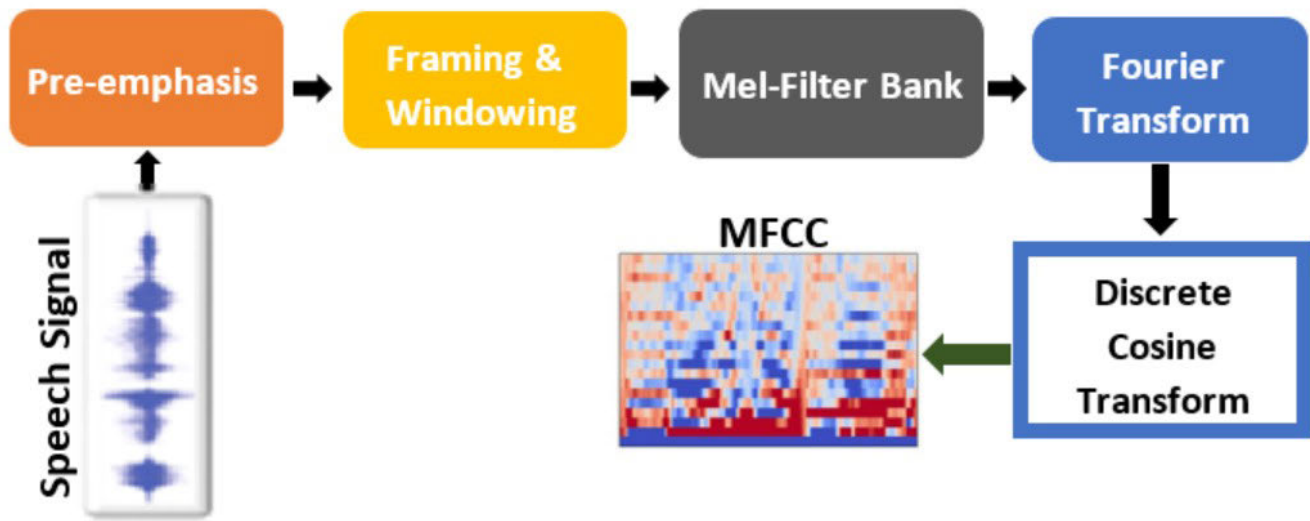 Pre-emphasis
Framing &
Windowing
Mel-Filter Bank
Fourier
Transform
Speech Signal
MFCC
Discrete
Cosine
Transform